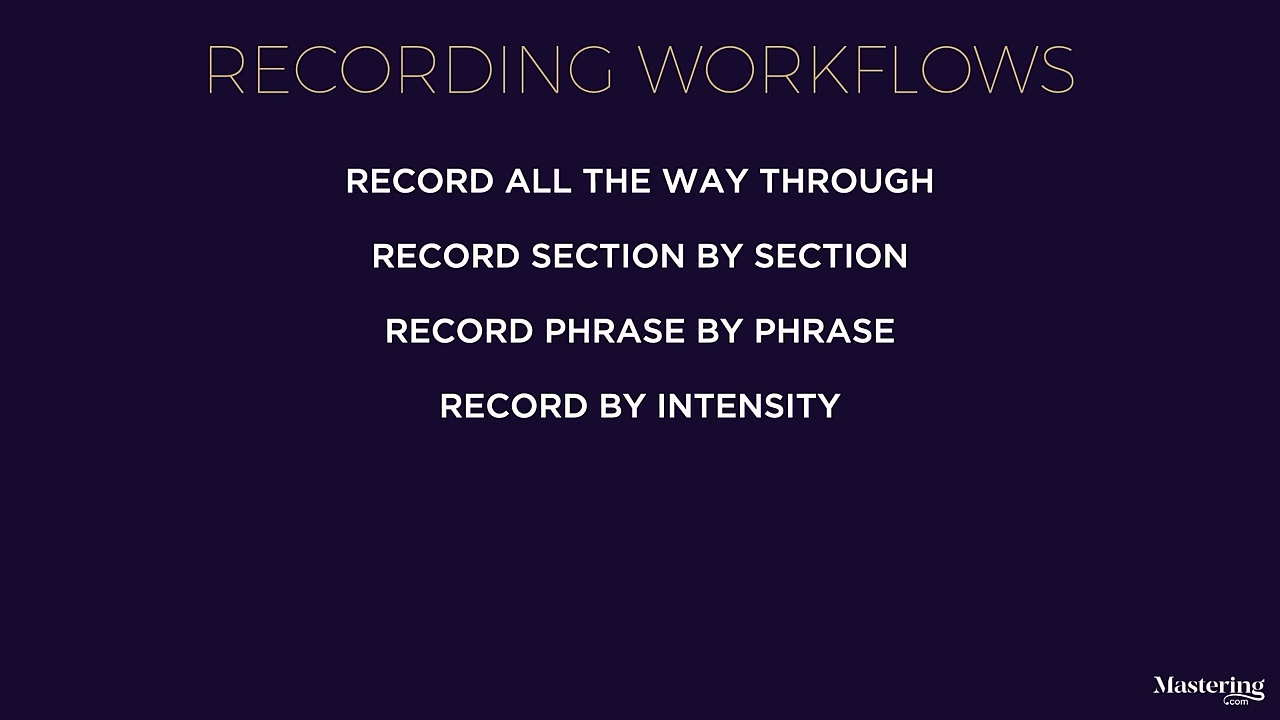 RECORDING WORKFLOWS
RECORD ALL THE WAY THROUGH
RECORD SECTION BY SECTION
RECORD PHRASE BY PHRASE
RECORD BY INTENSITY
Mastering
.com